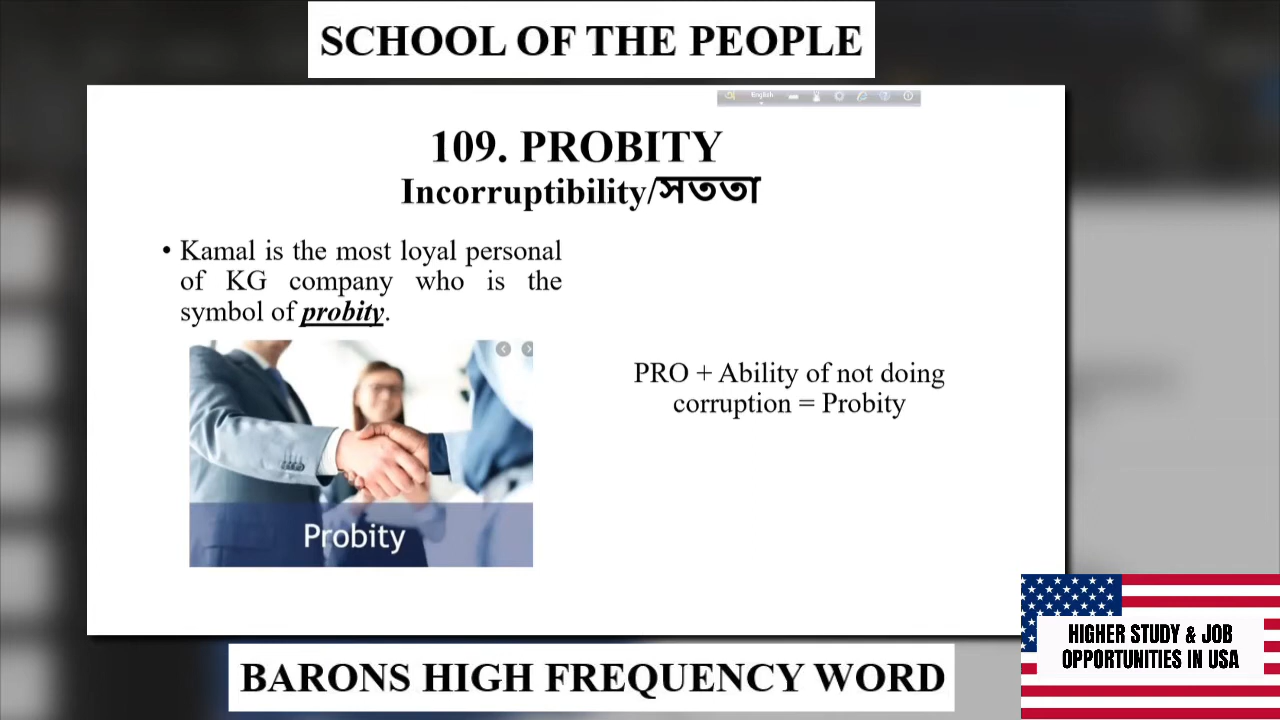 SCHOOL OF THE PEOPLE
English
109. PROBITY
Incorruptibility/সততা
• Kamal is the most loyal personal
of KG company who is the
symbol of probity.
PRO + Ability of not doing
corruption = Probity
Probity
HIGHER STUDY & JOB
OPPORTUNITIES IN USA
BARONS HIGH FREQUENCY WORD